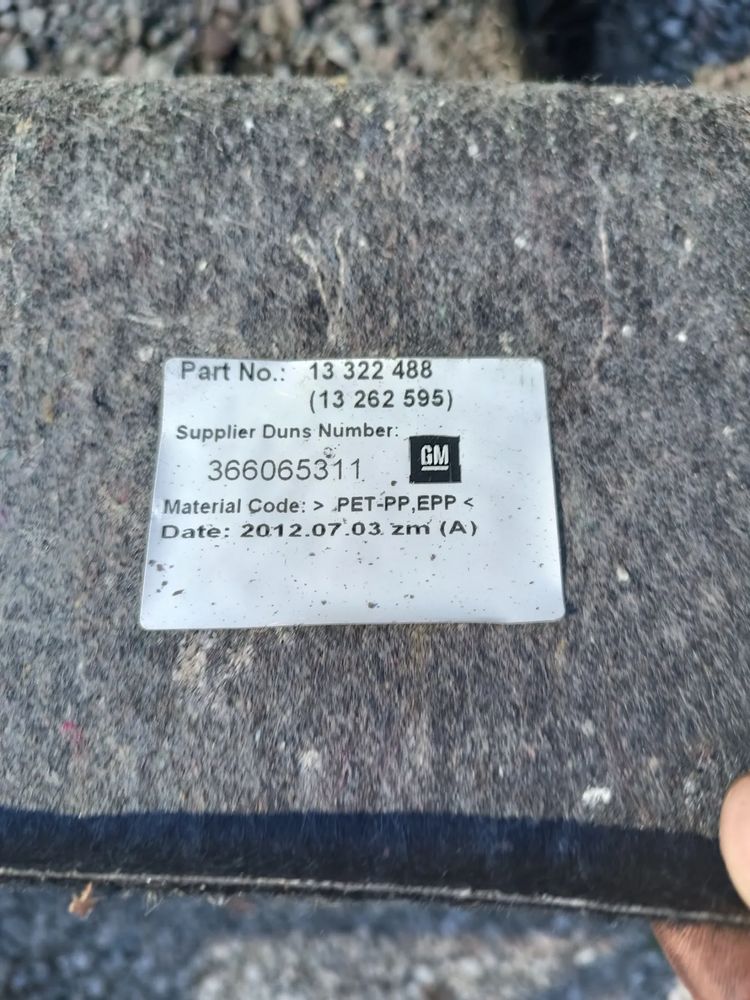 Part No.: 13 322 488
(13 262 595)
Supplier Duns Number:
366065311
GM
Material Code: > .PET-PP,EPP <
Date: 2012.07.03 zm (A)